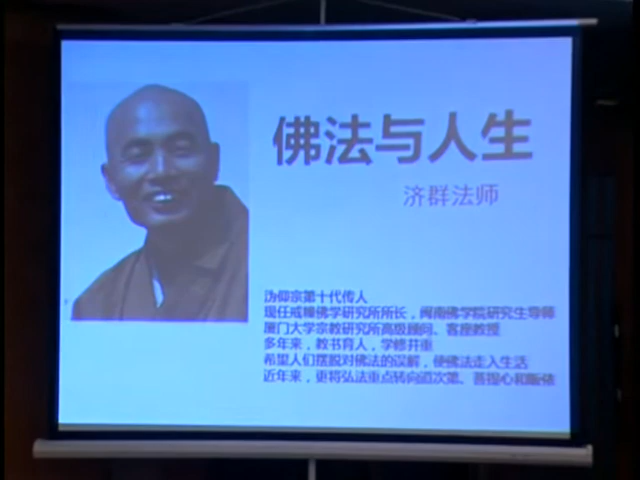 佛法与人生
济群法师
沩仰宗第十代传人
现任戒幢佛学研究所所长，闽南佛学院研究生导师
厦门大学宗教研究所高级顾问、客座教授
多年来，教书育人，学修并重
希望人们摆脱对佛法的误解，使佛法走入生活
近年来，更将弘法重点转向道次第、菩提心和皈依